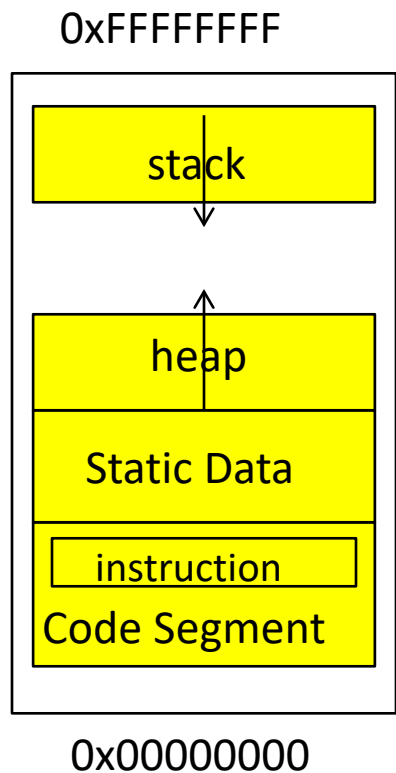 0xFFFFFFFF
stack
heap
Static Data
instruction
Code Segment
0x00000000